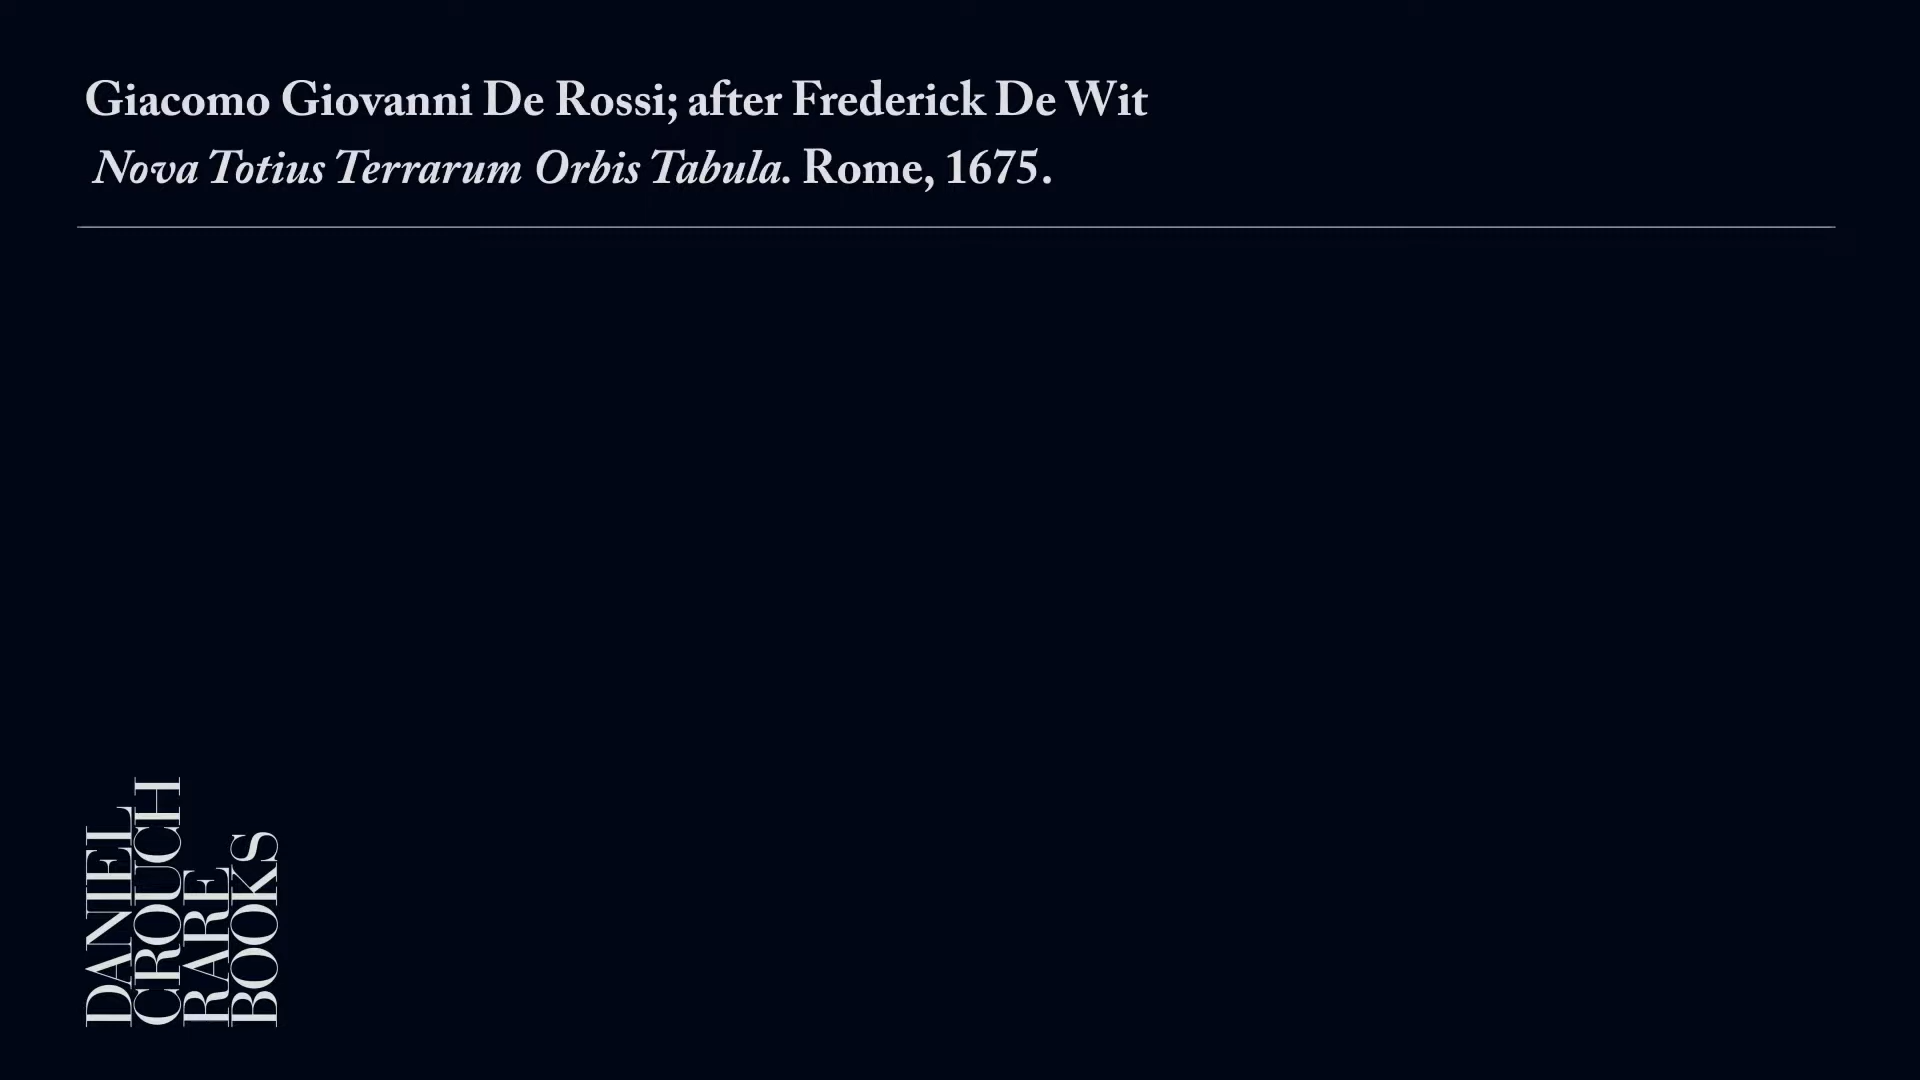 Giacomo Giovanni De Rossi; after Frederick De Wit
Nova Totius Terrarum Orbis Tabula. Rome, 1675.
DANIEL
CROUCH
RARE
BOOKS